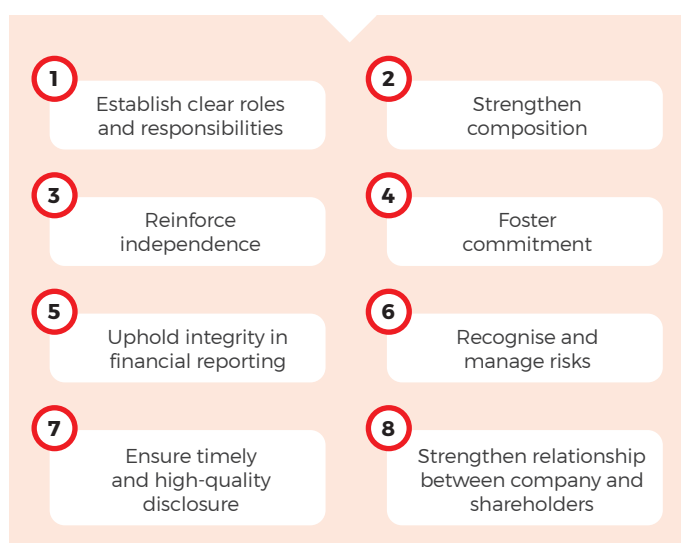 1
Establish clear roles
and responsibilities
2
Strengthen
composition
3
Reinforce
independence
4
Foster
commitment
5
Uphold integrity in
financial reporting
6
Recognise and
manage risks
7
Ensure timely
and high-quality
disclosure
8
Strengthen relationship
between company and
shareholders